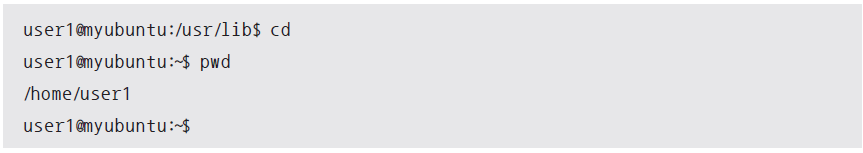 user1@myubuntu:/usr/lib$ cd
user1@myubuntu:~$ pwd
/home/user1
user1@myubuntu:~$